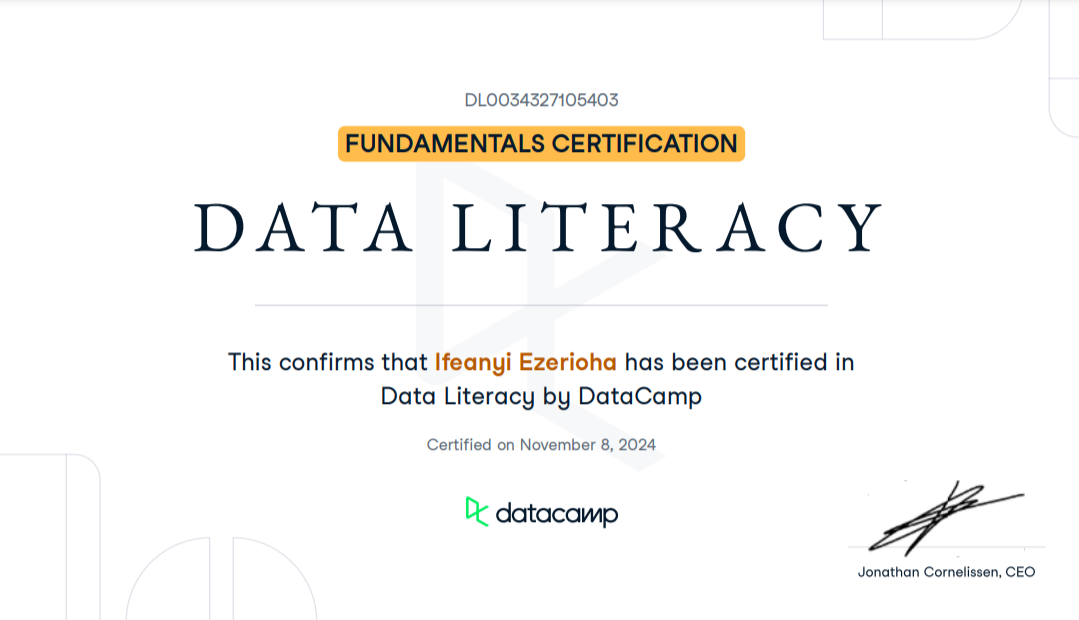 DL0034327105403
FUNDAMENTALS CERTIFICATION
DATA LITERACY
This confirms that Ifeanyi Ezerioha has been certified in
Data Literacy by DataCamp
Certified on November 8, 2024
datacamp
Jonathan Cornelissen, CEO